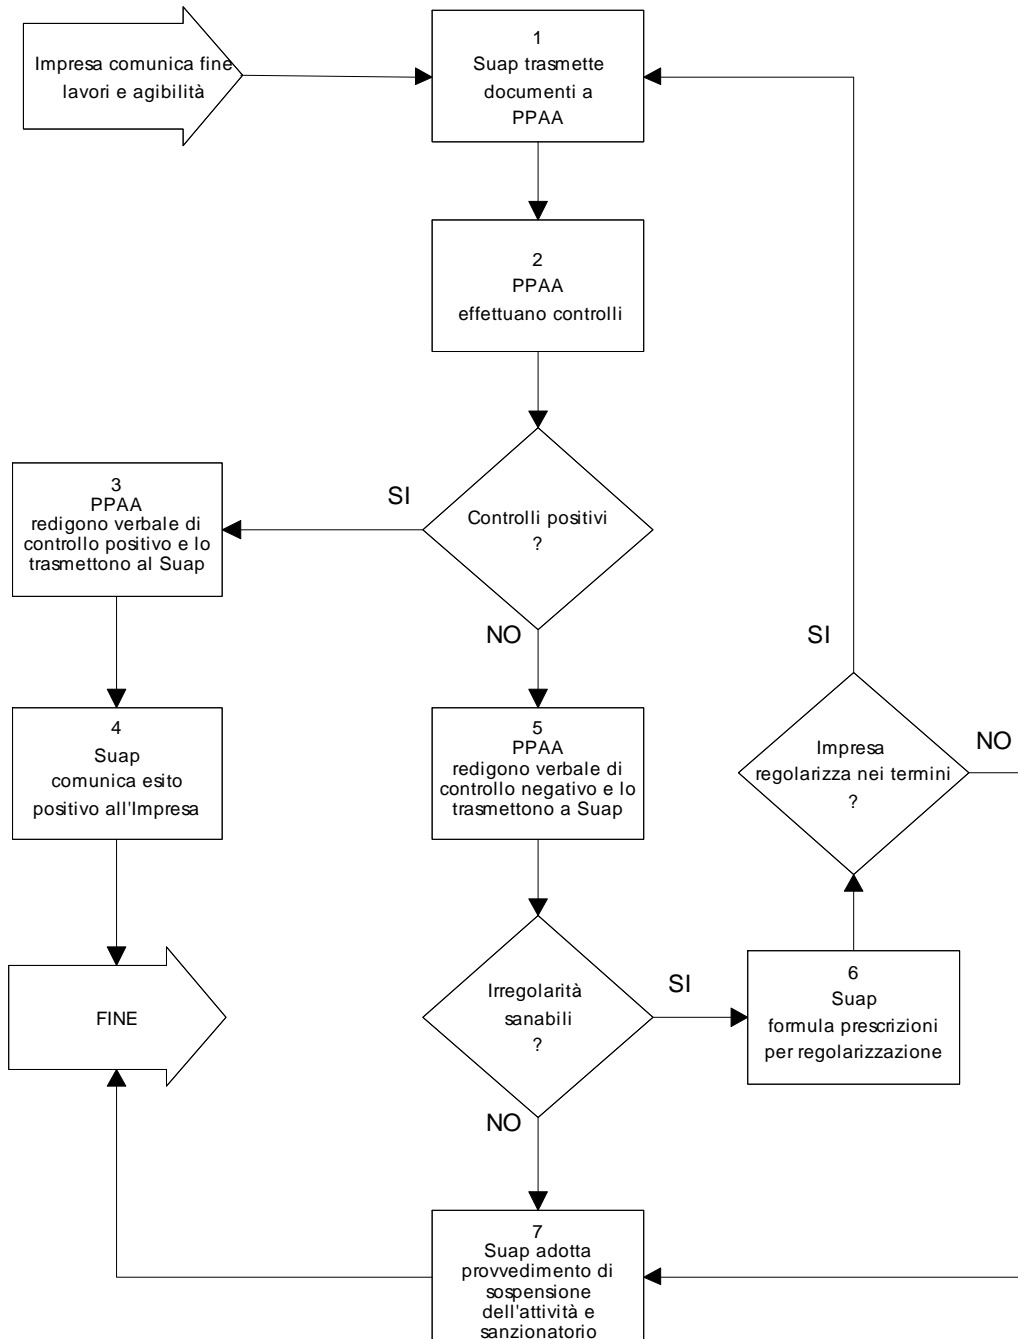 Impresa comunica fine
lavori e agibilità
1
Suap trasmette
documenti a
PPAA
2
PPAA
effettuano controlli
Controlli positivi
?
SI
NO
3
PPAA
redigono verbale di
controllo positivo e lo
trasmettono al Suap
4
Suap
comunica esito
positivo all'Impresa
FINE
5
PPAA
redigono verbale di
controllo negativo e lo
trasmettono a Suap
Irregolarità
sanabili
?
SI
NO
6
Suap
formula prescrizioni
per regolarizzazione
Impresa
regolarizza nei termini
?
SI
NO
7
Suap adotta
provvedimento di
sospensione
dell'attività e
sanzionatorio